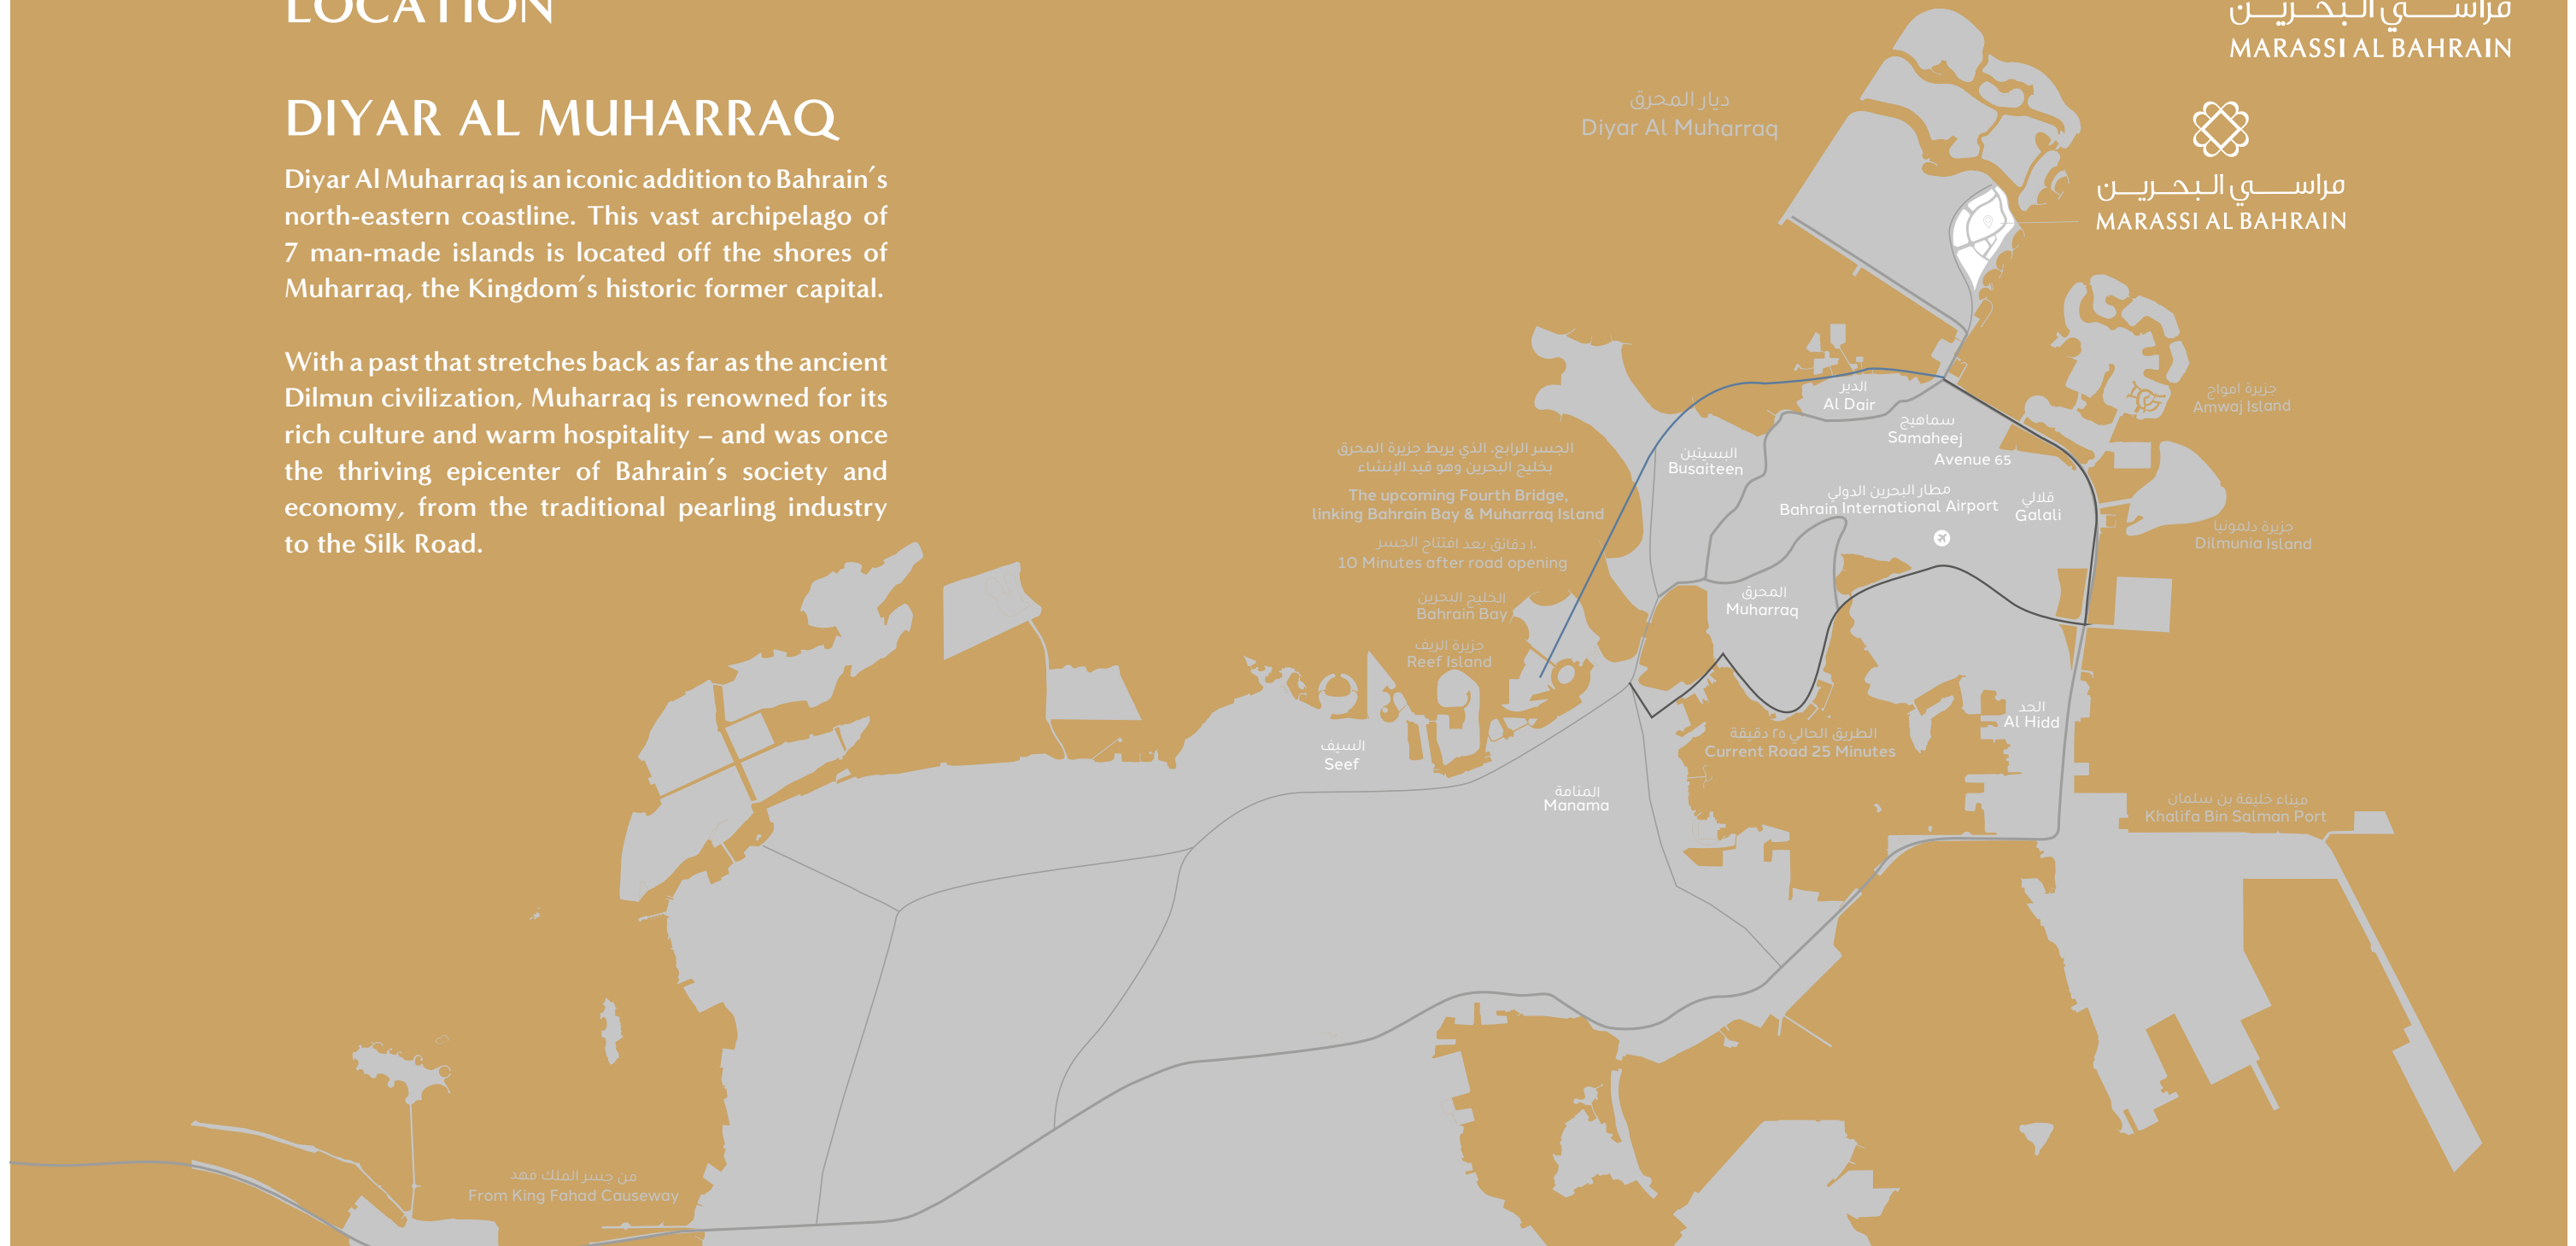 LOCATION
DIYAR AL MUHARRAQ
Diyar Al Muharraq is an iconic addition to Bahrain´s
north-eastern coastline. This vast archipelago of
7 man-made islands is located off the shores of
Muharraq, the Kingdom´s historic former capital.
With a past that stretches back as far as the ancient
Dilmun civilization, Muharraq is renowned for its
rich culture and warm hospitality – and was once
the thriving epicenter of Bahrain´s society and
economy, from the traditional pearling industry
to the Silk Road.
مراسي البحرين
MARASSI AL BAHRAIN
ديار المحرق
Diyar Al Muharraq
مراسي البحرين
MARASSI AL BAHRAIN
جزيرة امواج
Amwaj Island
الدير
Al Dair
سماهيج
Samaheej
Avenue 65
البسيتين
Busaiteen
الجسر الرابع، الذي يربط جزيرة المحرق
بخليج البحرين وهو قيد الإنشاء
The upcoming Fourth Bridge,
linking Bahrain Bay & Muharraq Island
١٠ دقائق بعد افتتاح الجسر
10 Minutes after road opening
مطار البحرين الدولي
Bahrain International Airport
قلالي
Galali
جزيرة دلمونيا
Dilmunia Island
الخليج البحرين
Bahrain Bay
المحرق
Muharraq
جزيرة الريف
Reef Island
الحد
Al Hidd
الطريق الحالي ٢٥ دقيقة
Current Road 25 Minutes
السيف
Seef
المنامة
Manama
ميناء خليفة بن سلمان
Khalifa Bin Salman Port
من جسر الملك فهد
From King Fahad Causeway